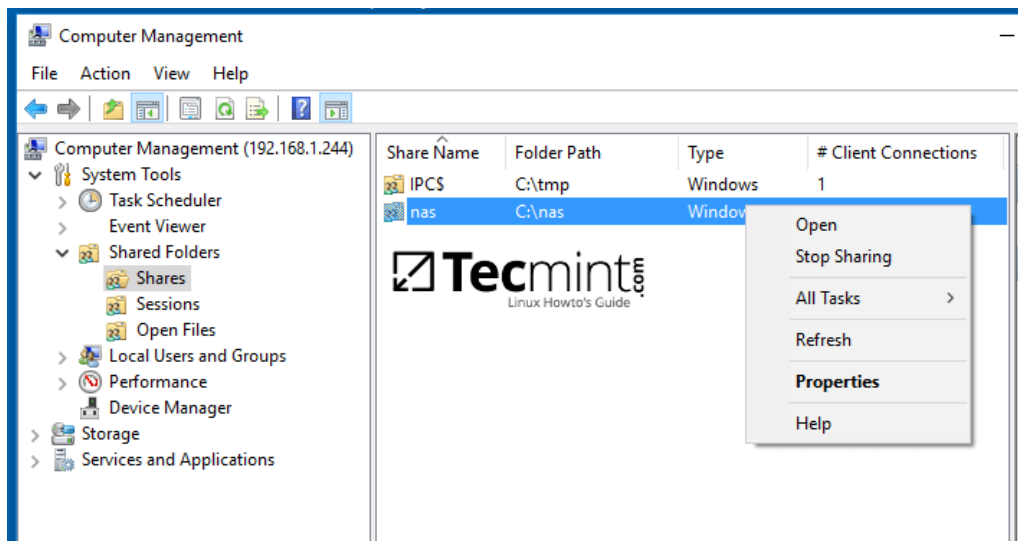 Computer Management
File Action View Help
Computer Management (192.168.1.244)
System Tools
Task Scheduler
Event Viewer
Shared Folders
Shares
Sessions
Open Files
Local Users and Groups
Performance
Device Manager
Storage
Services and Applications
Share Name Folder Path Type # Client Connections
IPC$ C:\tmp Windows 1
nas C:\nas Window
Tecmint.com
Linux Howto's Guide
Open
Stop Sharing
All Tasks
Refresh
Properties
Help